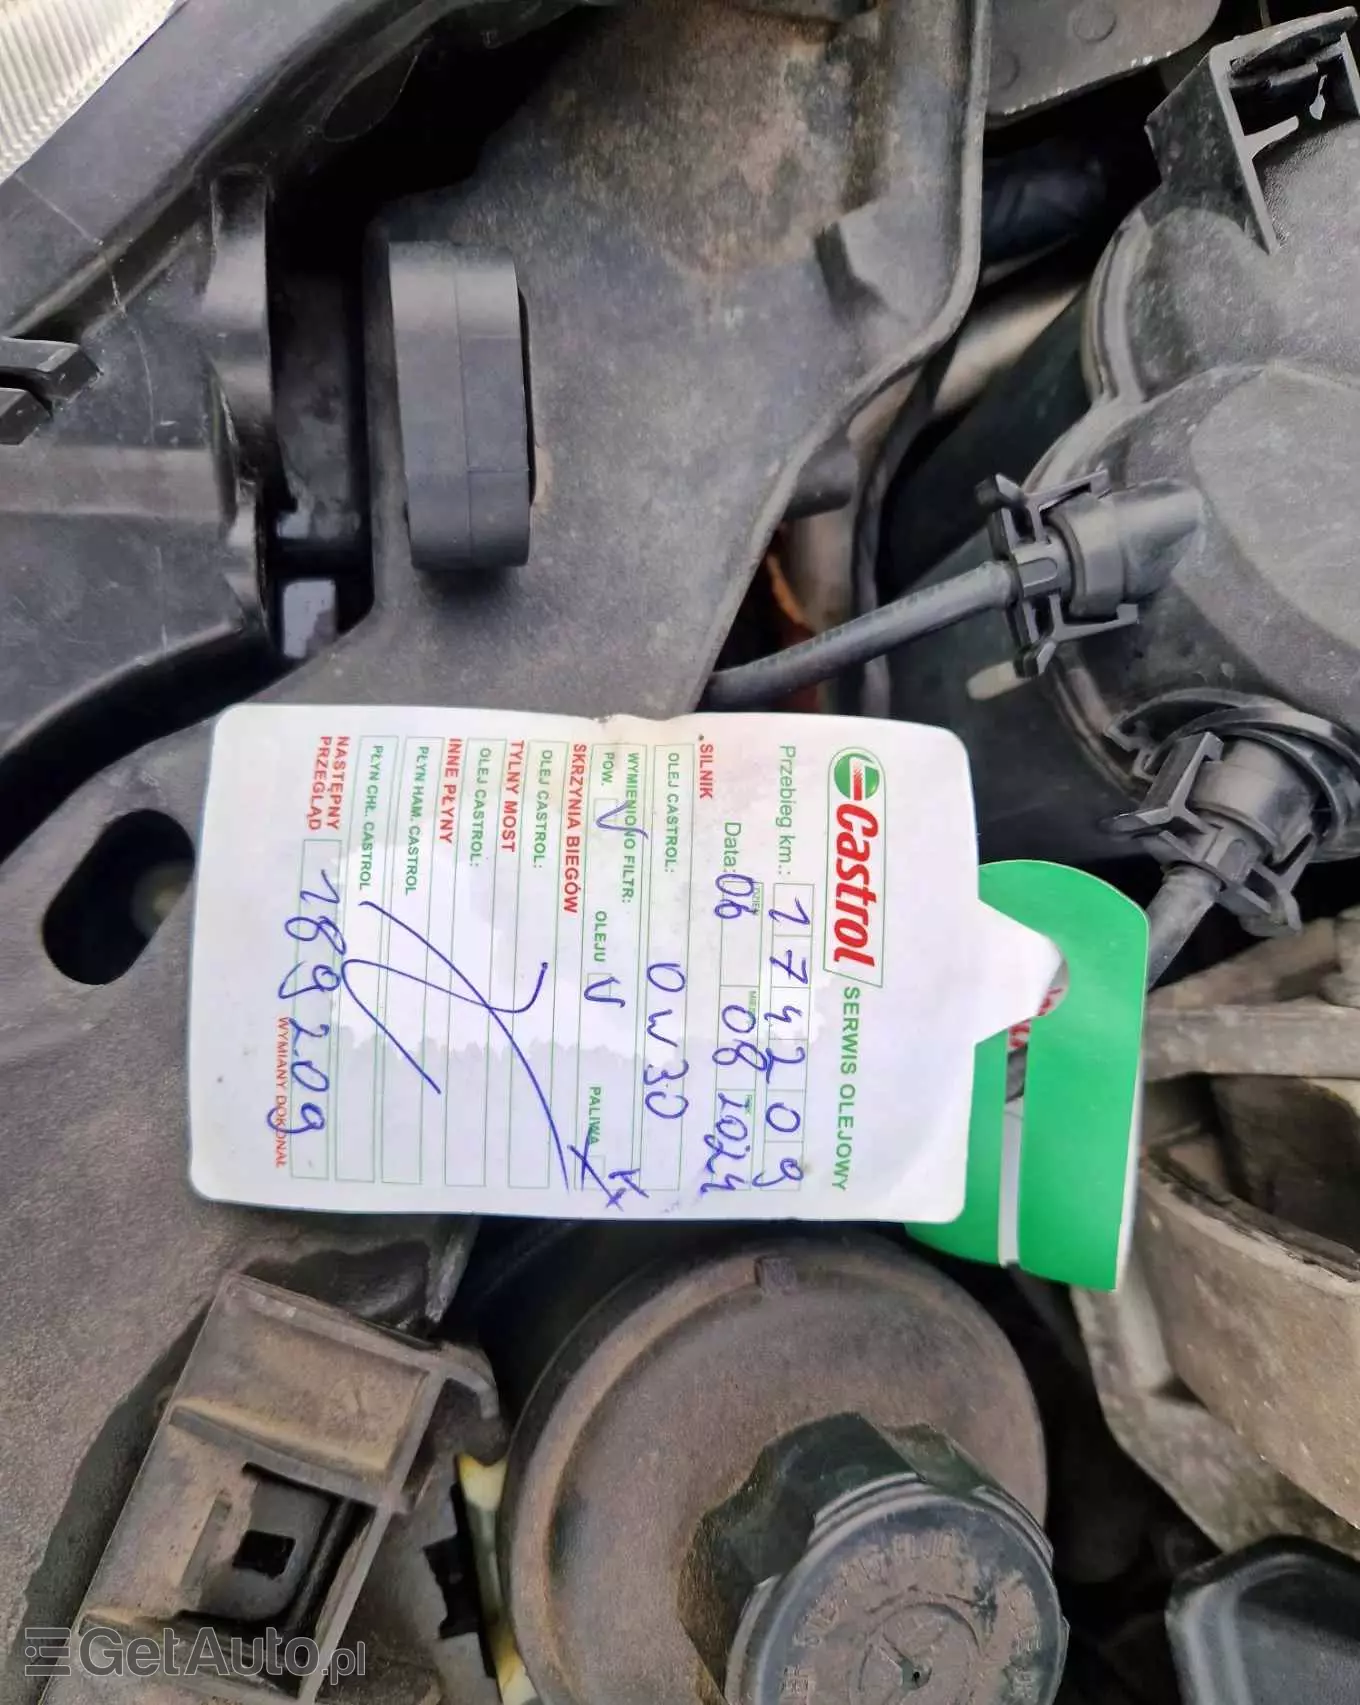 Castrol SERWIS OLEJOWY
Przebieg km.: 174209
DZIEŃ
Data: 06 08 2024
SILNIK
OLEJ CASTROL: 0W30
WYMIENIONO FILTR:
POW. V OLEJU V PALIWA X
SKRZYNIA BIEGÓW
OLEJ CASTROL:
TYLNY MOST
OLEJ CASTROL:
INNE PŁYNY
PŁYN HAM. CASTROL
PŁYN CHŁ. CASTROL
NASTĘPNY
PRZEGLĄD 189209
WYMIANY DOKONAŁ
GetAuto.pl